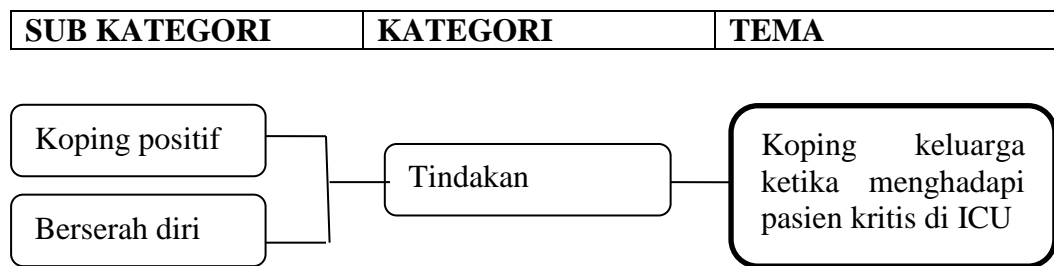 SUB KATEGORI KATEGORI TEMA
Koping positif
Berserah diri
Tindakan
Koping keluarga
ketika menghadapi
pasien kritis di ICU